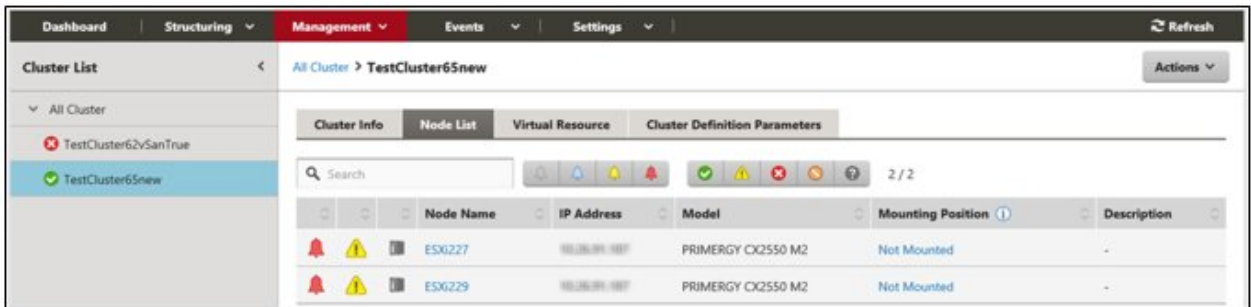 Dashboard Structuring Management Events Settings Refresh
Cluster List
All Cluster > TestCluster65new Actions
All Cluster
TestCluster62vSanTrue
TestCluster65new
Cluster Info Node List Virtual Resource Cluster Definition Parameters
Search 2 / 2
Node Name IP Address Model Mounting Position Description
ESXi227 PRIMERGY CX2550 M2 Not Mounted -
ESXi229 PRIMERGY CX2550 M2 Not Mounted -